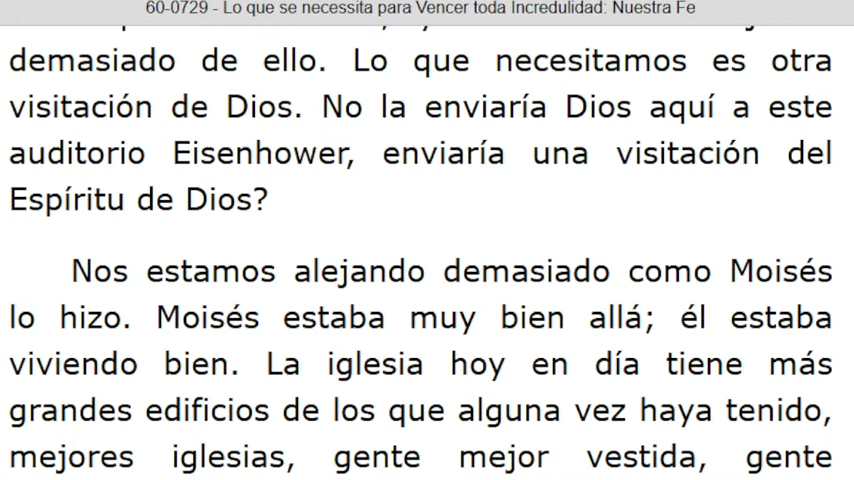 60-0729 - Lo que se necessita para Vencer toda Incredulidad: Nuestra Fe
demasiado de ello. Lo que necesitamos es otra
visitación de Dios. No la enviaría Dios aquí a este
auditorio Eisenhower, enviaría una visitación del
Espíritu de Dios?
Nos estamos alejando demasiado como Moisés
lo hizo. Moisés estaba muy bien allá; él estaba
viviendo bien. La iglesia hoy en día tiene más
grandes edificios de los que alguna vez haya tenido,
mejores iglesias, gente mejor vestida, gente